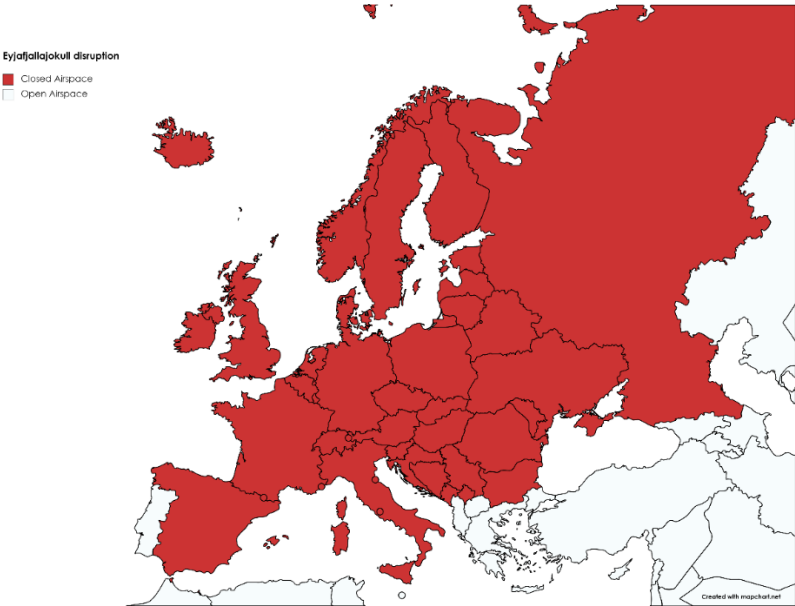 Eyjafjallajokull disruption
Closed Airspace
Open Airspace
Created with mapchart.net